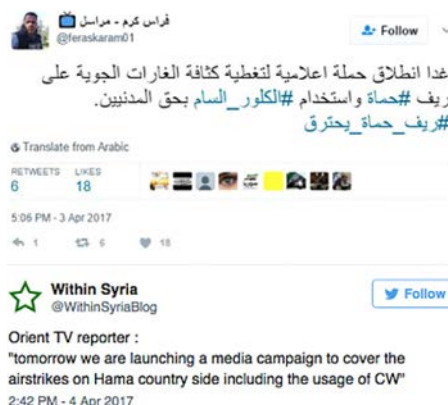 فراس كرم - مراسل
@feraskaram01
Follow
غدا انطلاق حملة اعلامية لتغطية كثافة الغارات الجوية على
ريف #حماة واستخدام #الكلور_السام بحق المدنيين.
#ريف_حماة_يحترق
Translate from Arabic
RETWEETS LIKES
6 18
5:06 PM - 3 Apr 2017
1 6 18
Within Syria
@WithinSyriaBlog
Follow
Orient TV reporter :
"tomorrow we are launching a media campaign to cover the
airstrikes on Hama country side including the usage of CW"
2:42 PM - 4 Apr 2017